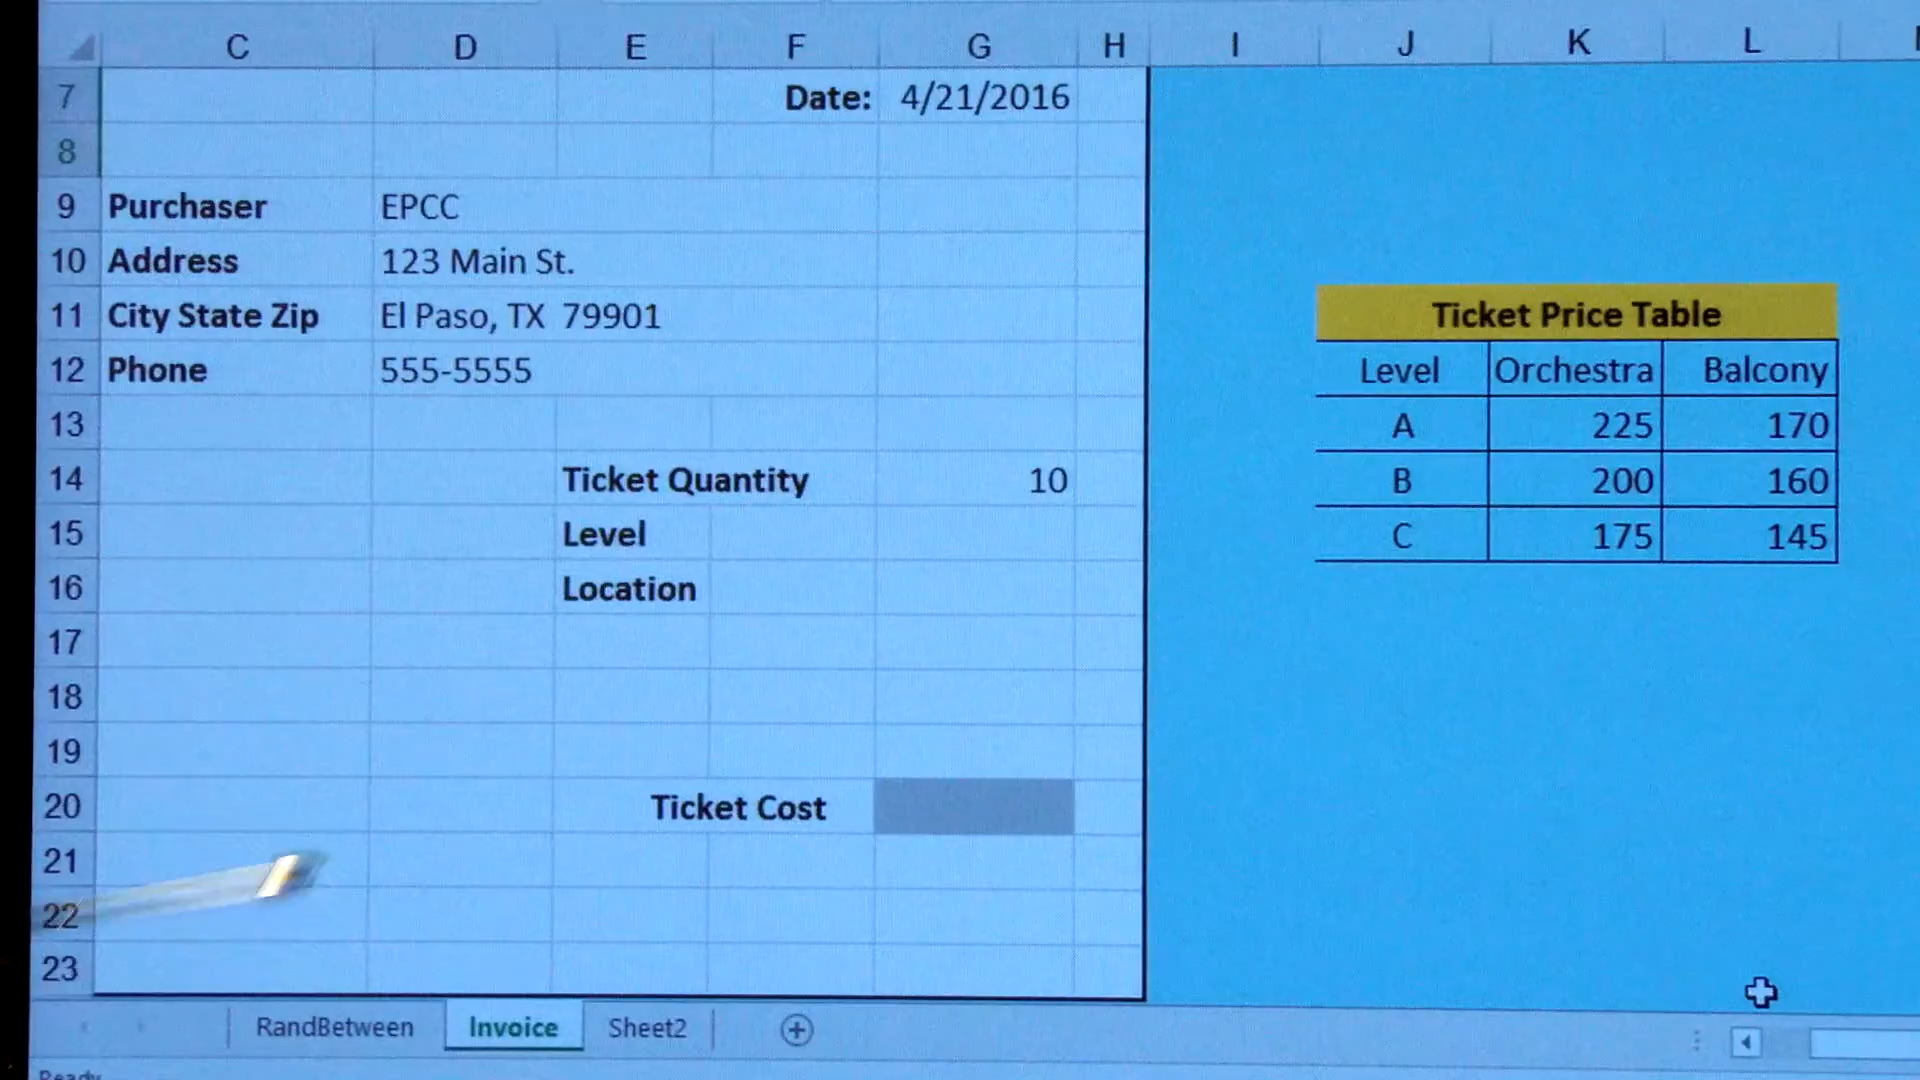 C D E F G H I J K L
7 Date: 4/21/2016
8
9 Purchaser EPCC
10 Address 123 Main St.
11 City State Zip El Paso, TX 79901 Ticket Price Table
12 Phone 555-5555 Level Orchestra Balcony
13 A 225 170
14 Ticket Quantity 10 B 200 160
15 Level C 175 145
16 Location
17
18
19
20 Ticket Cost
21
22
23
RandBetween Invoice Sheet2
Ready